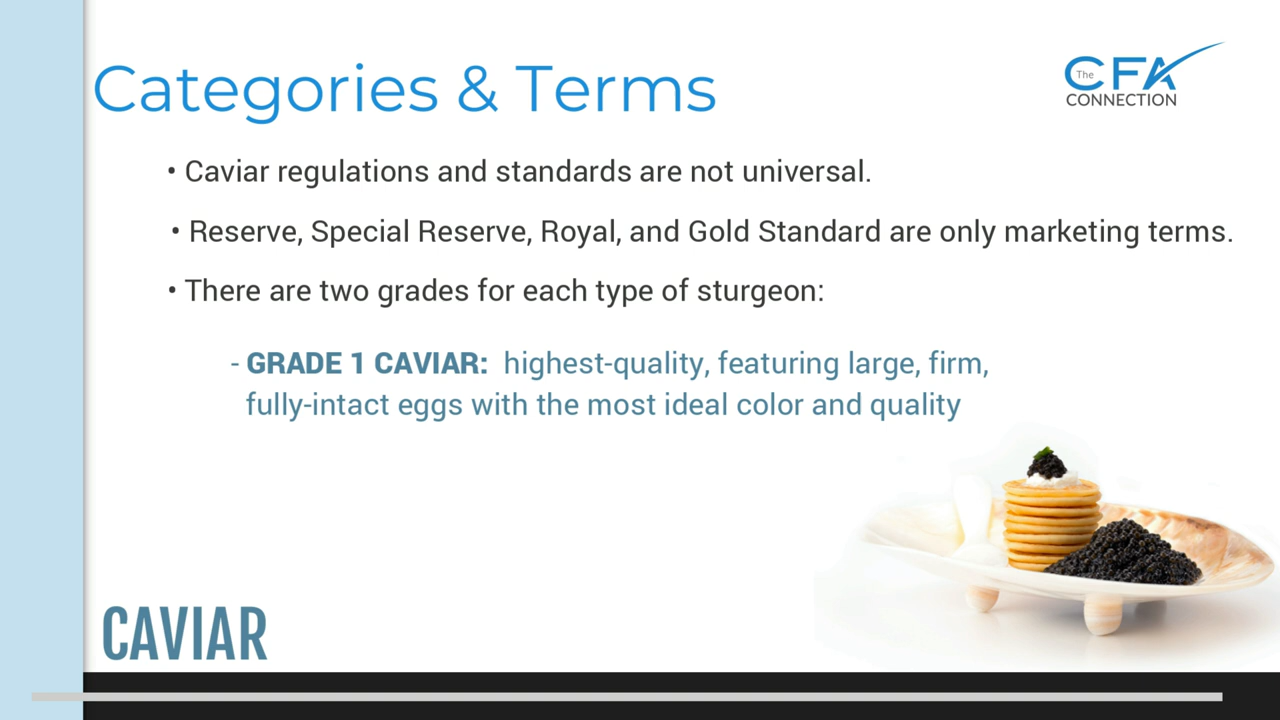 Categories & Terms
The CFA
CONNECTION
• Caviar regulations and standards are not universal.
• Reserve, Special Reserve, Royal, and Gold Standard are only marketing terms.
• There are two grades for each type of sturgeon:
- GRADE 1 CAVIAR: highest-quality, featuring large, firm,
fully-intact eggs with the most ideal color and quality
CAVIAR